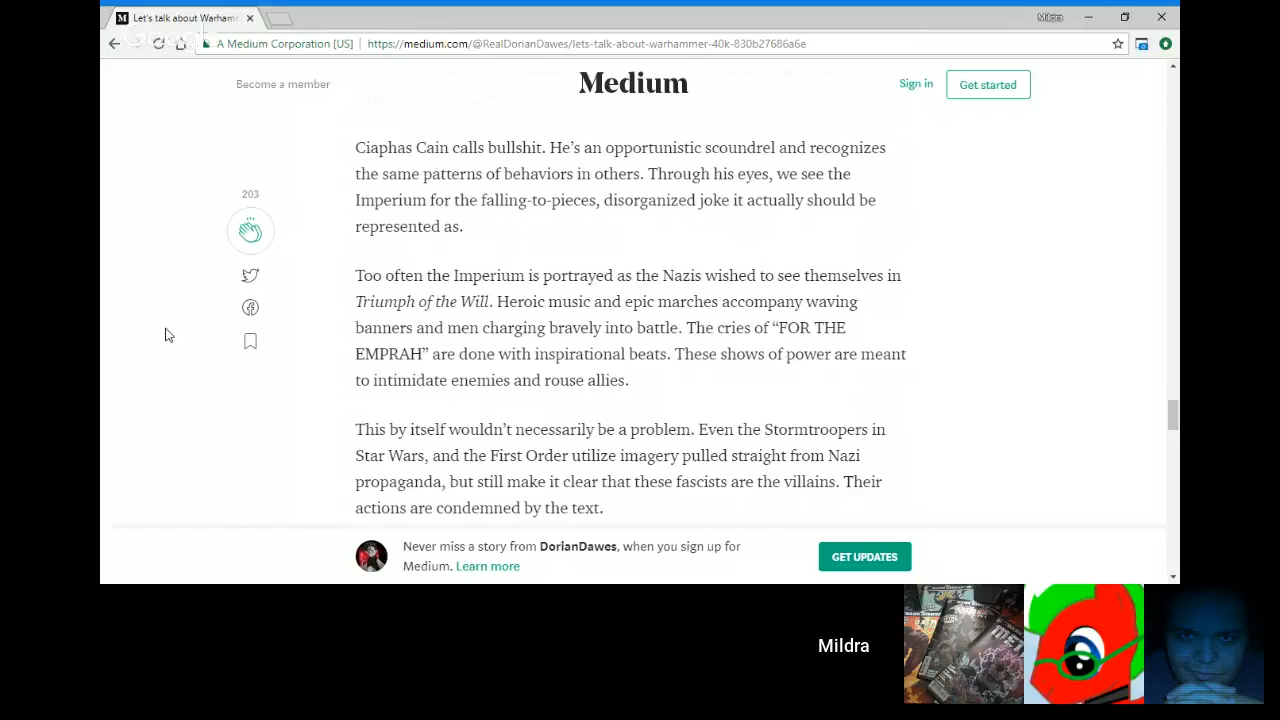 Let's talk about Warham
Mildra
A Medium Corporation [US]
https://medium.com/@RealDorianDawes/lets-talk-about-warhammer-40k-830b27686a6e
Become a member
Medium
Sign in
Get started
Ciaphas Cain calls bullshit. He's an opportunistic scoundrel and recognizes
the same patterns of behaviors in others. Through his eyes, we see the
Imperium for the falling-to-pieces, disorganized joke it actually should be
represented as.
203
Too often the Imperium is portrayed as the Nazis wished to see themselves in
Triumph of the Will. Heroic music and epic marches accompany waving
banners and men charging bravely into battle. The cries of “FOR THE
EMPRAH” are done with inspirational beats. These shows of power are meant
to intimidate enemies and rouse allies.
This by itself wouldn't necessarily be a problem. Even the Stormtroopers in
Star Wars, and the First Order utilize imagery pulled straight from Nazi
propaganda, but still make it clear that these fascists are the villains. Their
actions are condemned by the text.
Never miss a story from DorianDawes, when you sign up for
Medium. Learn more
GET UPDATES
Mildra